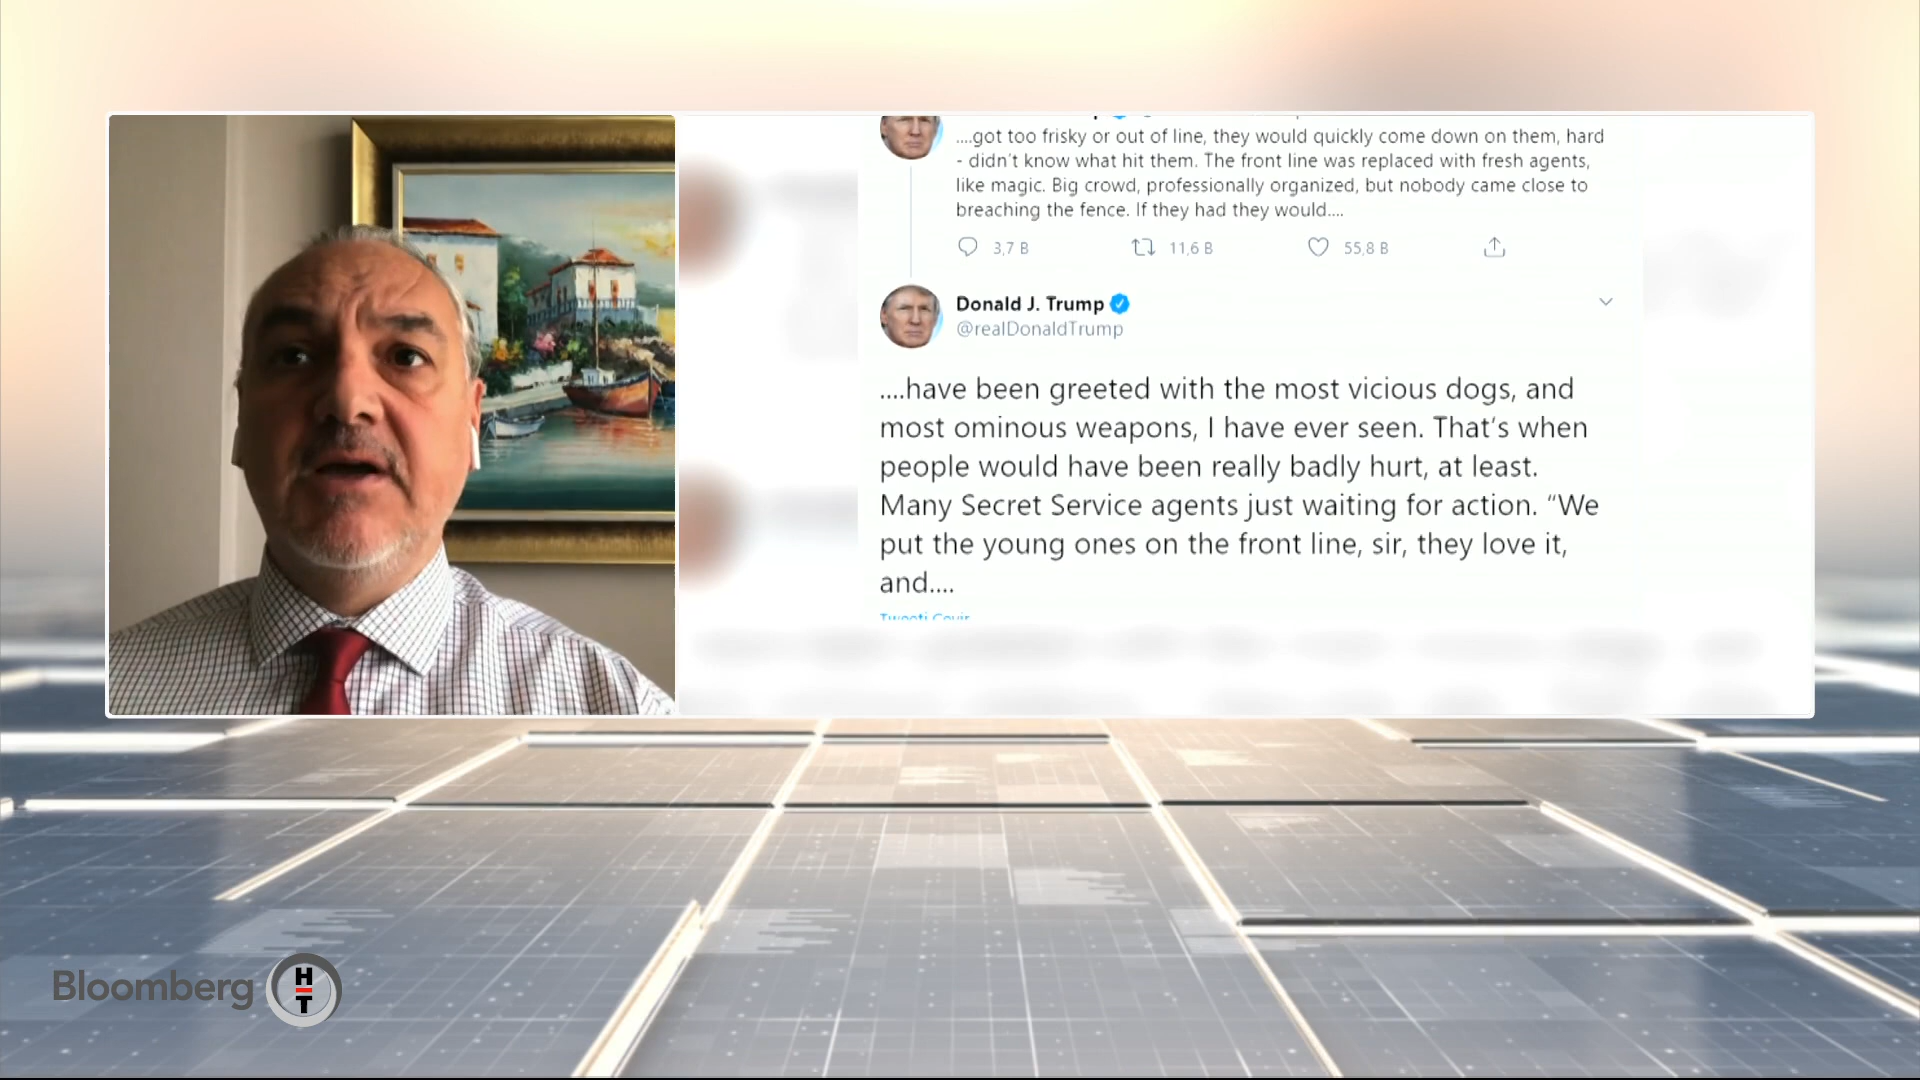 ....got too frisky or out of line, they would quickly come down on them, hard
- didn't know what hit them. The front line was replaced with fresh agents,
like magic. Big crowd, professionally organized, but nobody came close to
breaching the fence. If they had they would....
3,7 B 11,6 B 55,8 B
Donald J. Trump
@realDonaldTrump
....have been greeted with the most vicious dogs, and
most ominous weapons, I have ever seen. That's when
people would have been really badly hurt, at least.
Many Secret Service agents just waiting for action. “We
put the young ones on the front line, sir, they love it,
and....
Tweeti Çevir
Bloomberg HT